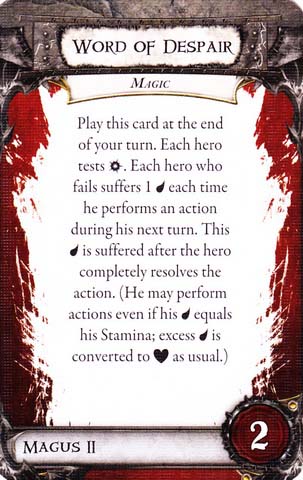 Word of Despair
Magic
Play this card at the end
of your turn. Each hero
tests . Each hero who
fails suffers 1 each time
he performs an action
during his next turn. This
is suffered after the hero
completely resolves the
action. (He may perform
actions even if his equals
his Stamina; excess is
converted to as usual.)
Magus II
2